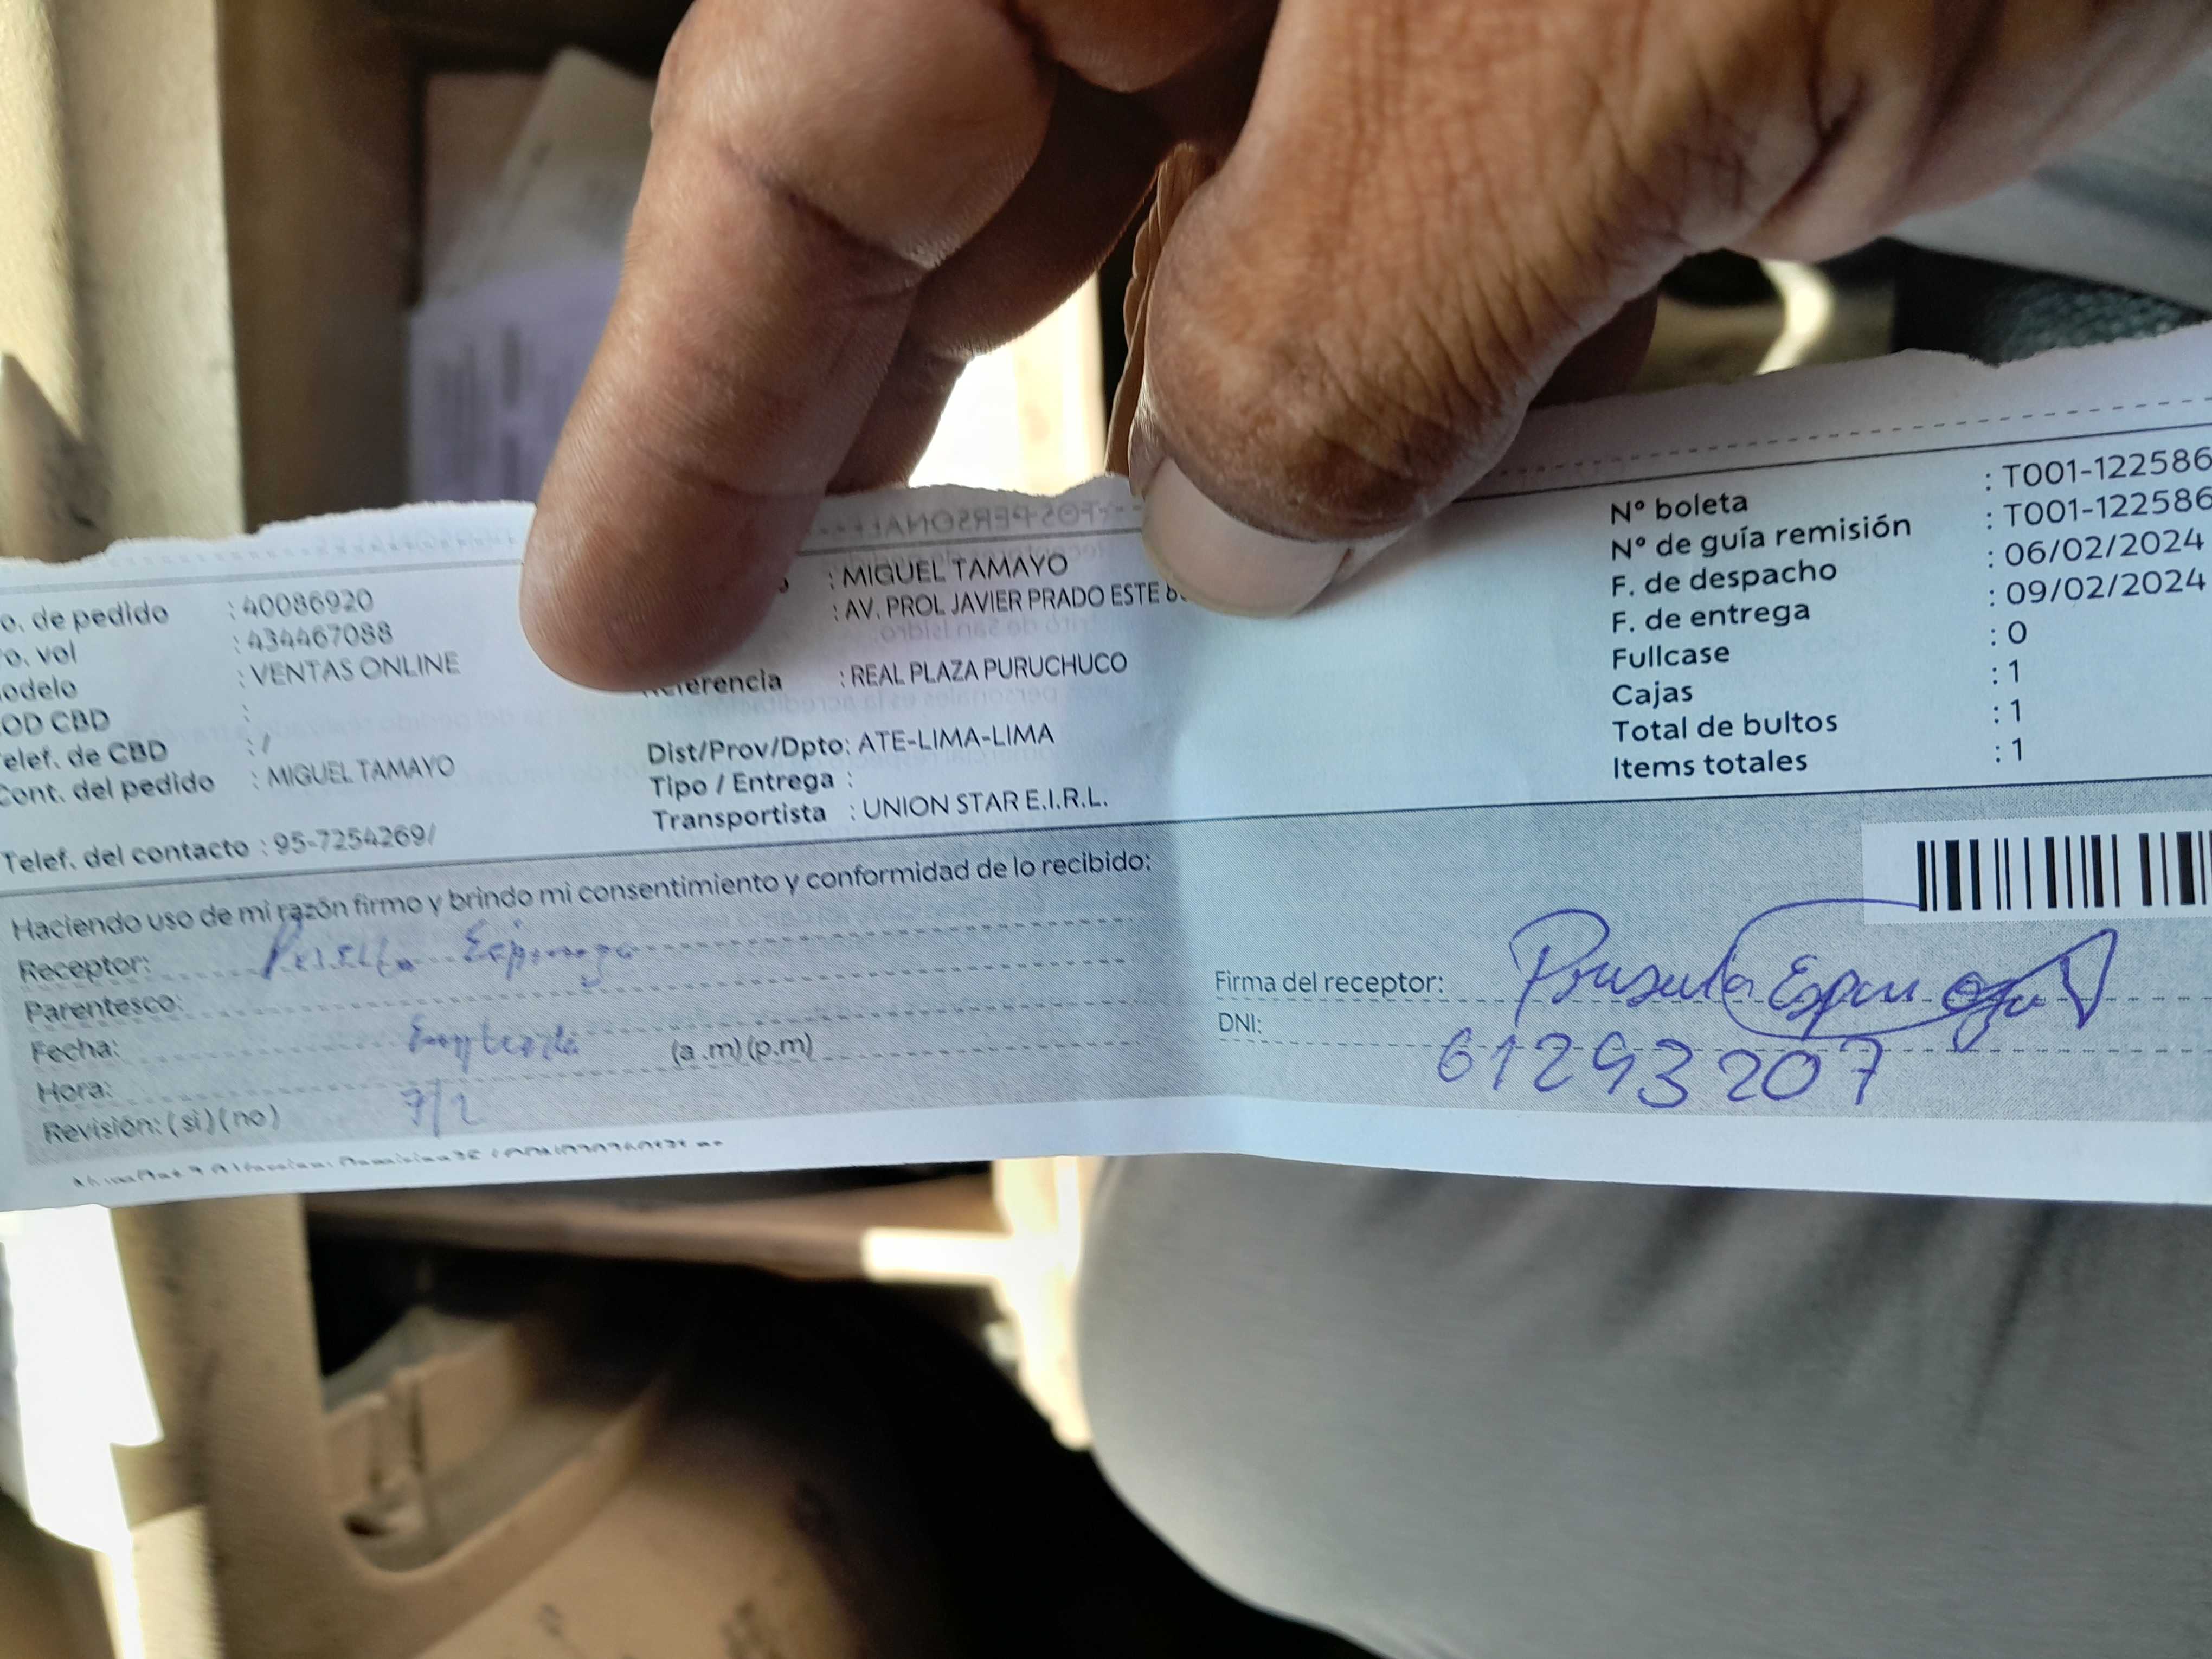 o. de pedido : 40086920
o. vol : 434467088
odelo : VENTAS ONLINE
OD CBD :
elef. de CBD : /
Cont. del pedido : MIGUEL TAMAYO
Telef. del contacto : 95-7254269/
: MIGUEL TAMAYO
: AV. PROL JAVIER PRADO ESTE
Referencia : REAL PLAZA PURUCHUCO
Dist/Prov/Dpto: ATE-LIMA-LIMA
Tipo / Entrega :
Transportista : UNION STAR E.I.R.L.
N° boleta : T001-122586
N° de guía remisión : T001-122586
F. de despacho : 06/02/2024
F. de entrega : 09/02/2024
Fullcase : 0
Cajas : 1
Total de bultos : 1
Items totales : 1
Haciendo uso de mi razón firmo y brindo mi consentimiento y conformidad de lo recibido:
Receptor: Espinoza
Parentesco:
Fecha: (a.m)(p.m)
Hora:
Revisión: (si) (no) 7/2
Firma del receptor:
DNI: 61293207